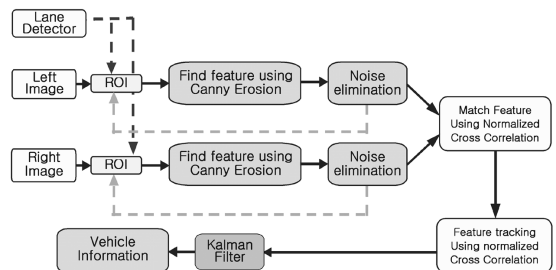 Lane
Detector
Left
Image
ROI
Find feature using
Canny Erosion
Noise
elimination
Match Feature
Using Normalized
Cross Correlation
Right
Image
ROI
Find feature using
Canny Erosion
Noise
elimination
Feature tracking
Using normalized
Cross Correlation
Kalman
Filter
Vehicle
Information